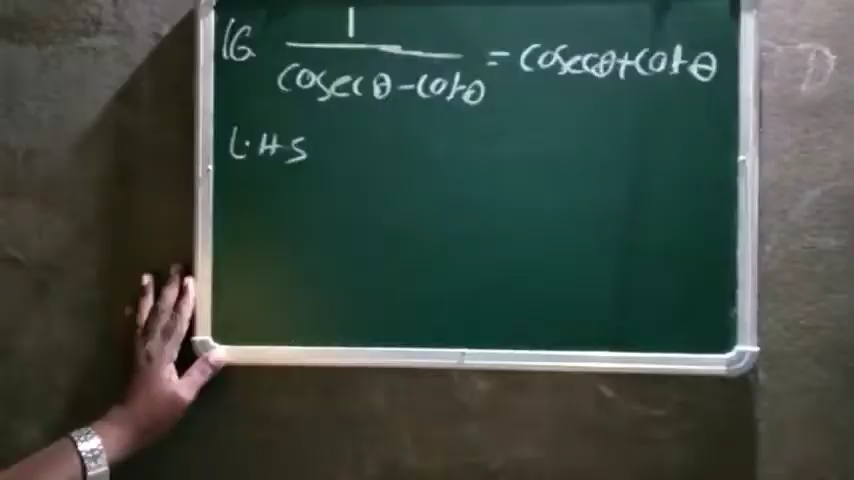 16. 1/(cosecθ-cotθ) = cosecθ+cotθ
L.H S